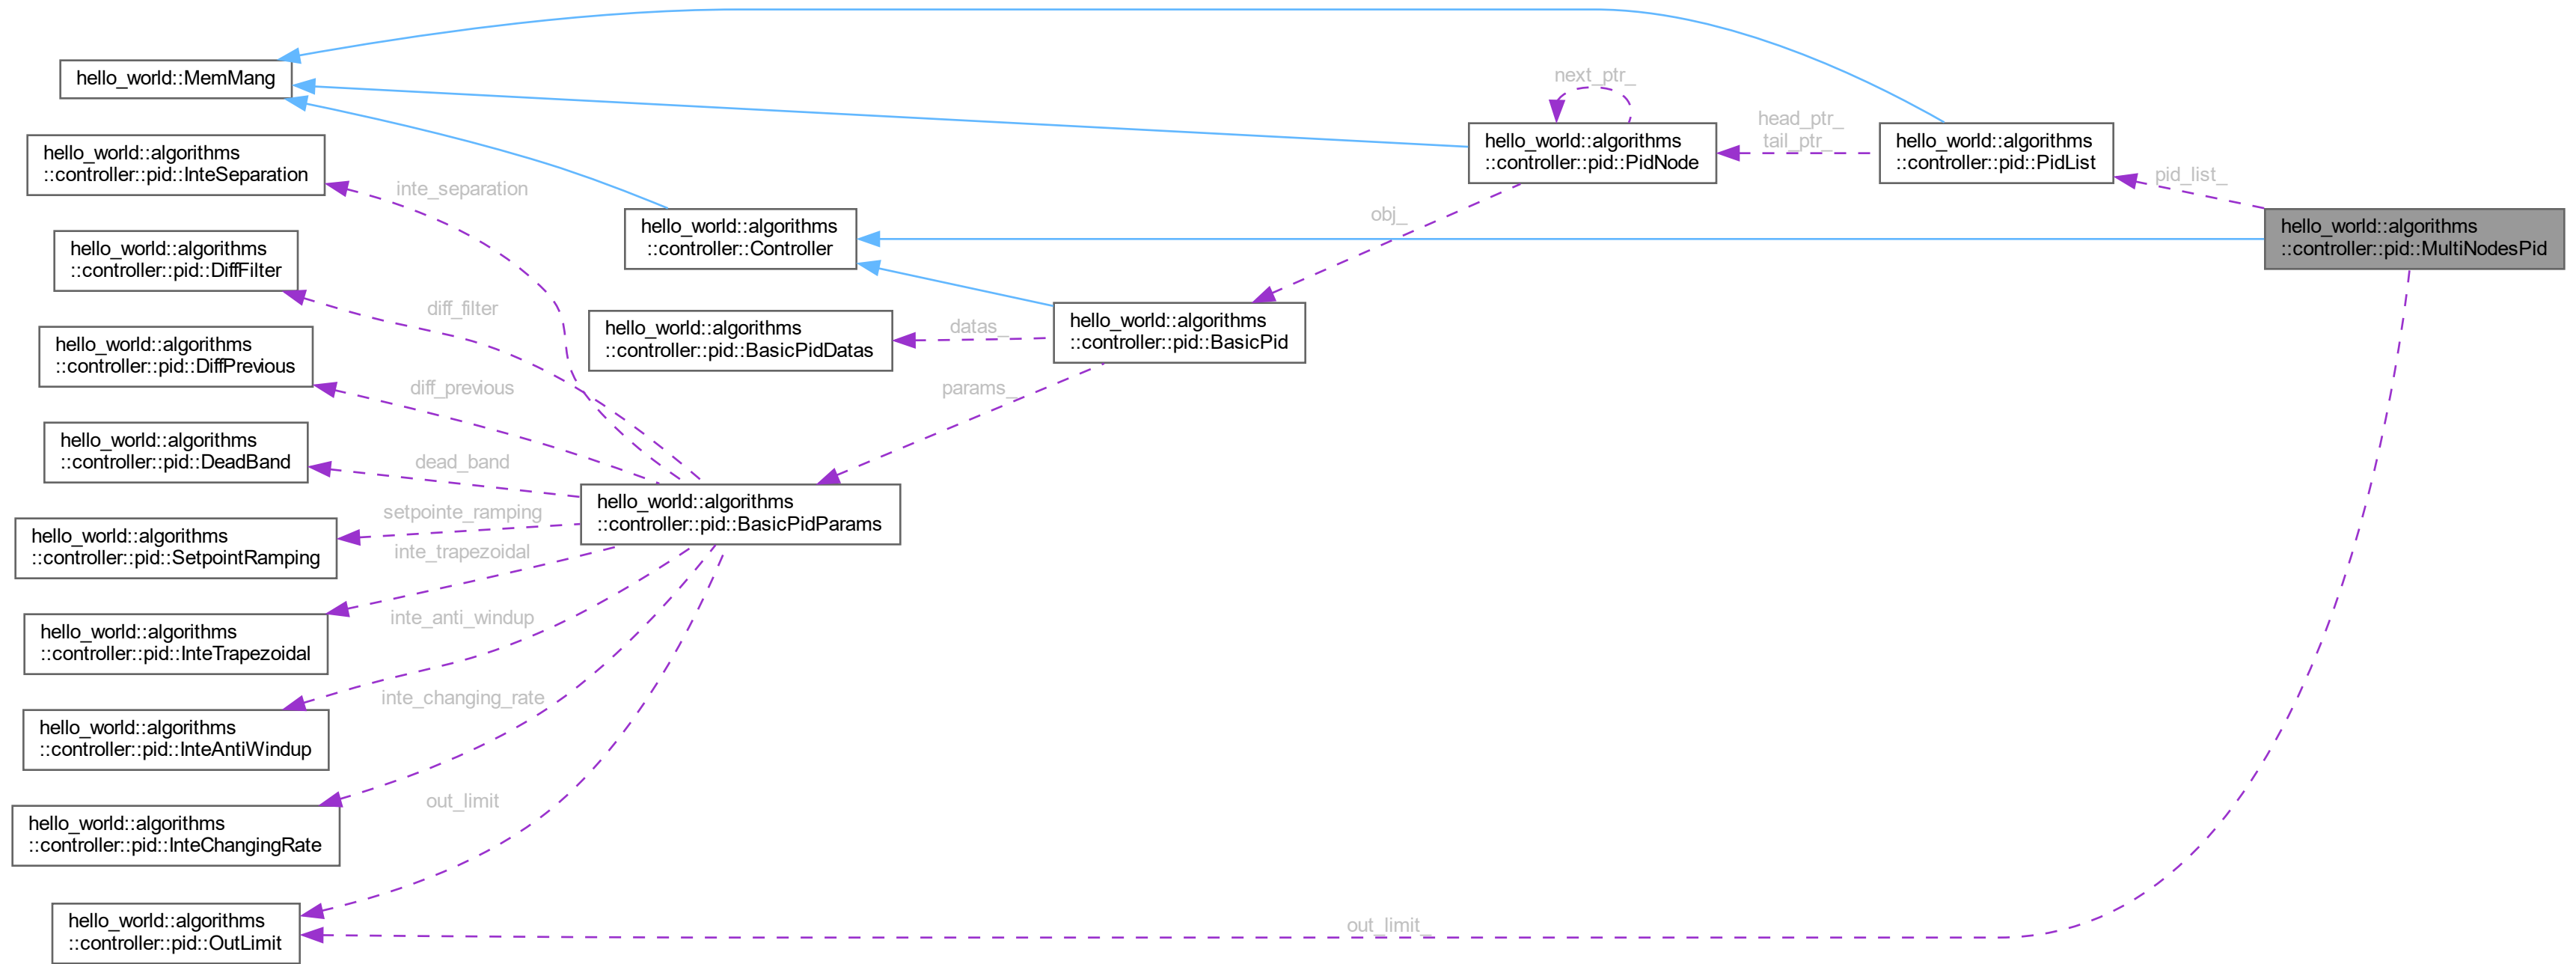 hello_world::MemMang
hello_world::algorithms
::controller::pid::InteSeparation
hello_world::algorithms
::controller::pid::DiffFilter
hello_world::algorithms
::controller::pid::DiffPrevious
hello_world::algorithms
::controller::pid::DeadBand
hello_world::algorithms
::controller::pid::SetpointRamping
hello_world::algorithms
::controller::pid::InteTrapezoidal
hello_world::algorithms
::controller::pid::InteAntiWindup
hello_world::algorithms
::controller::pid::InteChangingRate
hello_world::algorithms
::controller::pid::OutLimit
inte_separation
diff_filter
diff_previous
dead_band
setpointe_ramping
inte_trapezoidal
inte_anti_windup
inte_changing_rate
out_limit
hello_world::algorithms
::controller::Controller
hello_world::algorithms
::controller::pid::BasicPidDatas
hello_world::algorithms
::controller::pid::BasicPidParams
datas_
params_
hello_world::algorithms
::controller::pid::BasicPid
obj_
next_ptr_
hello_world::algorithms
::controller::pid::PidNode
head_ptr_
tail_ptr_
hello_world::algorithms
::controller::pid::PidList
pid_list_
hello_world::algorithms
::controller::pid::MultiNodesPid
out_limit_